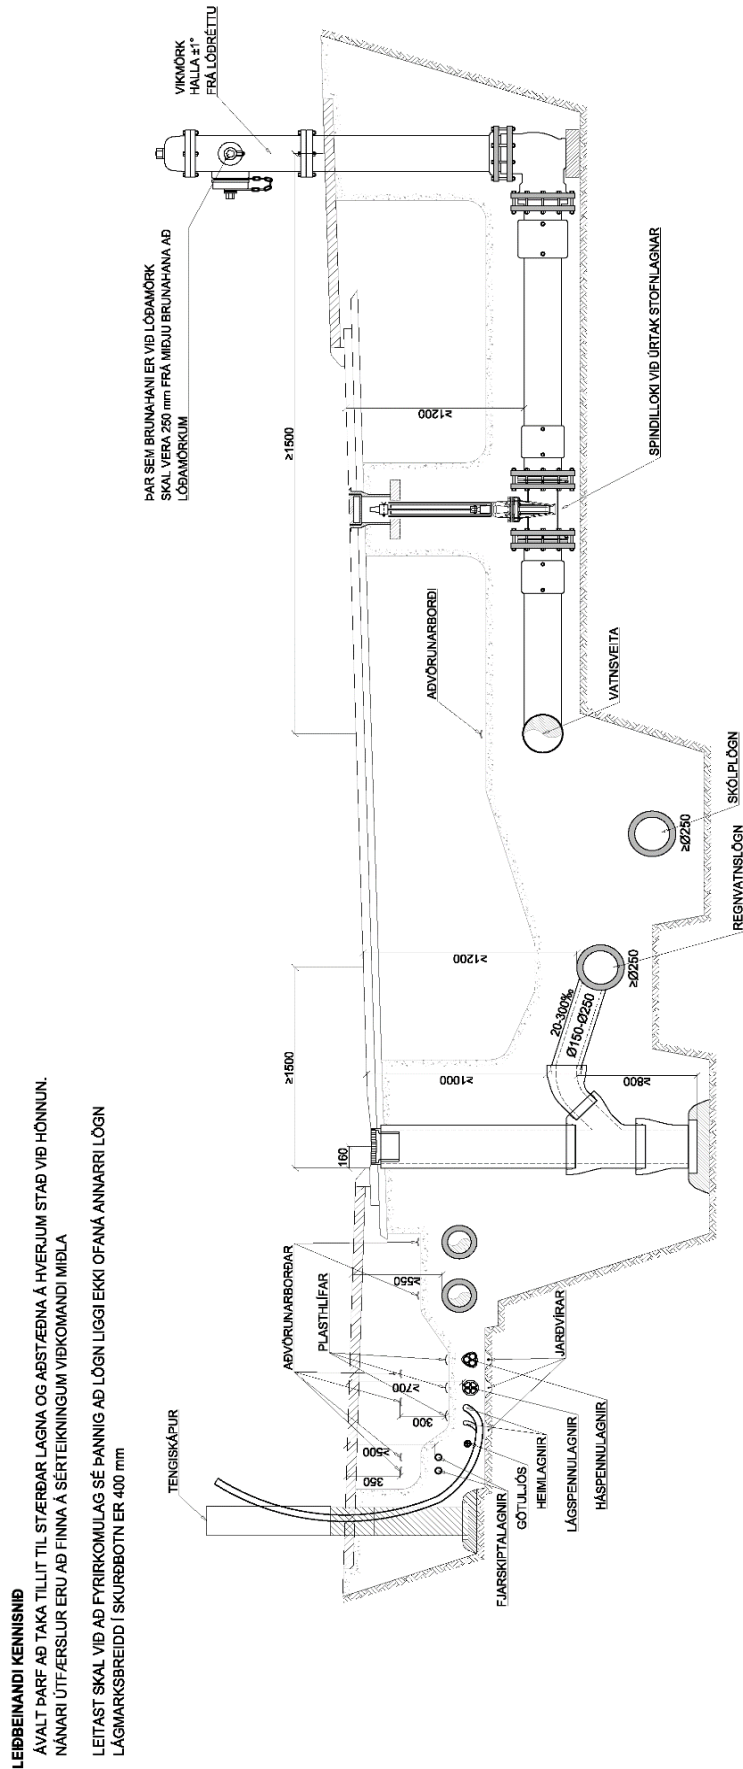 LEIÐBEINANDI KENNISNIÐ
ÁVALT ÞARF AÐ TAKA TILLIT TIL STÆRÐAR LAGNA OG AÐSTÆÐNA Á HVERJUM STAÐ VIÐ HÖNNUN.
NÁNARI ÚTFÆRSLUR ERU AÐ FINNA Á SÉRTEIKNINGUM VIÐKOMANDI MIÐLA
LEITAST SKAL VIÐ AÐ FYRIRKOMULAG SÉ ÞANNIG AÐ LÖGN LIGGI EKKI OFANÁ ANNARRI LÖGN
LÁGMARKSBREIDD Í SKURÐBOTN ER 400 mm
TENGISKÁPUR
AÐVÖRUNARBORÐAR
PLASTHLÍFAR
350
≥500
300
≥700
≥550
FJARSKIPTALAGNIR
GÖTULJÓS
HEIMLAGNIR
LÁGSPENNULAGNIR
HÁSPENNULAGNIR
JARÐVÍRAR
160
≥1500
≥1000
≥800
20-300‰
Ø150-Ø250
≥1200
≥Ø250
REGNVATNSLÖGN
≥Ø250
SKÓLPLÖGN
AÐVÖRUNARBORÐI
VATNSVEITA
≥1500
≥1200
SPINDILLOKI VIÐ ÚRTAK STOFNLAGNAR
ÞAR SEM BRUNAHANI ER VIÐ LÓÐAMÖRK
SKAL VERA 250 mm FRÁ MIÐJU BRUNAHANA AÐ
LÓÐAMÖRKUM
VIKMÖRK
HALLA ±1°
FRÁ LÓÐRÉTTU